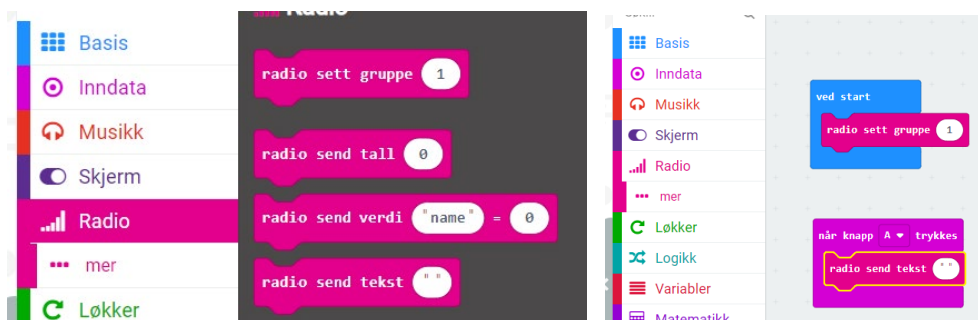 Radio
Basis
Inndata
Musikk
Skjerm
Radio
mer
Løkker
radio sett gruppe 1
radio send tall 0
radio send verdi "name" = 0
radio send tekst " "
Basis
Inndata
Musikk
Skjerm
Radio
mer
Løkker
Logikk
Variabler
Matematikk
ved start
radio sett gruppe 1
når knapp A trykkes
radio send tekst " "